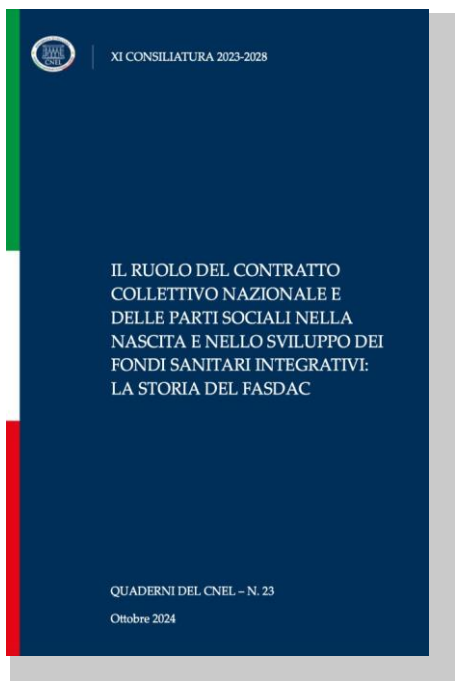 CNEL
XI CONSILIATURA 2023-2028
IL RUOLO DEL CONTRATTO
COLLETTIVO NAZIONALE E
DELLE PARTI SOCIALI NELLA
NASCITA E NELLO SVILUPPO DEI
FONDI SANITARI INTEGRATIVI:
LA STORIA DEL FASDAC
QUADERNI DEL CNEL – N. 23
Ottobre 2024